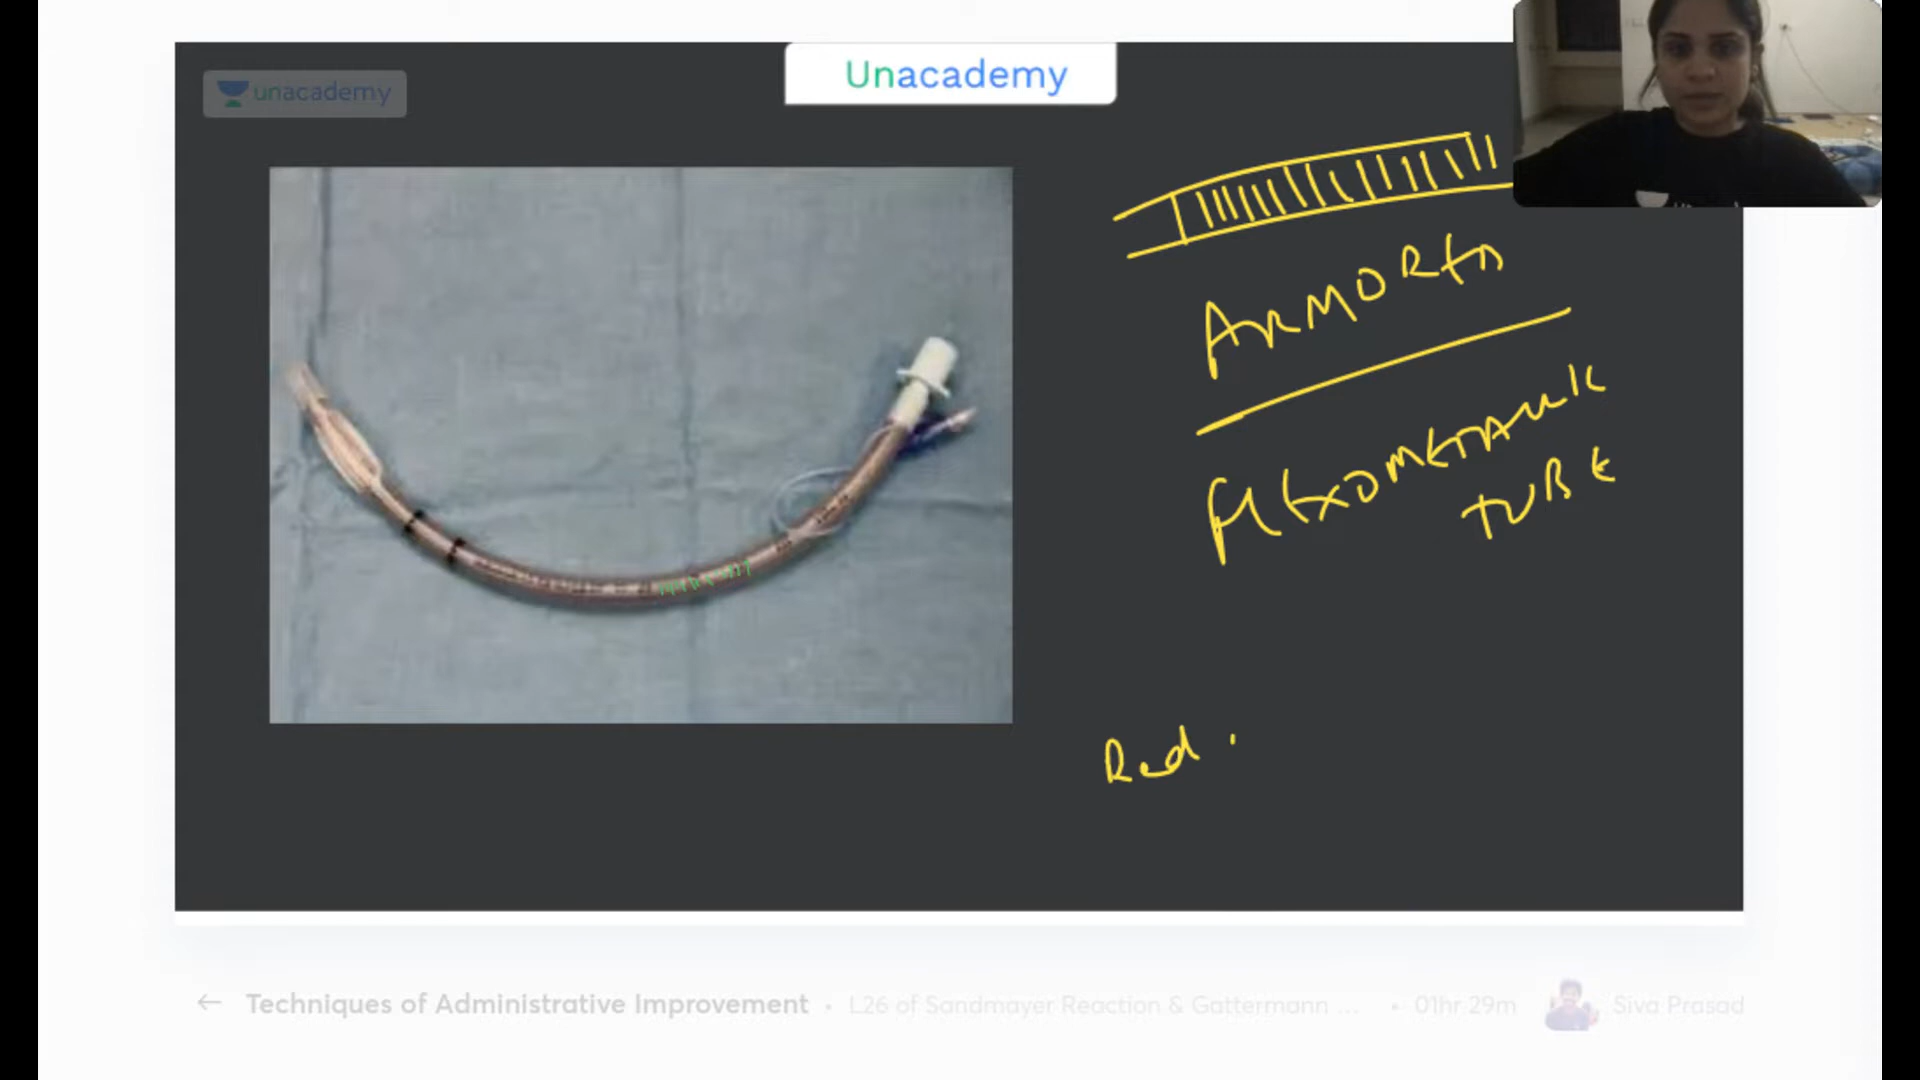 Unacademy
unacademy
ARMORED
FLEXOMETALLIC
TUBE
Red .
← Techniques of Administrative Improvement • L26 of Sandmayer Reaction & Gattermann ... • 01hr 29m Siva Prasad